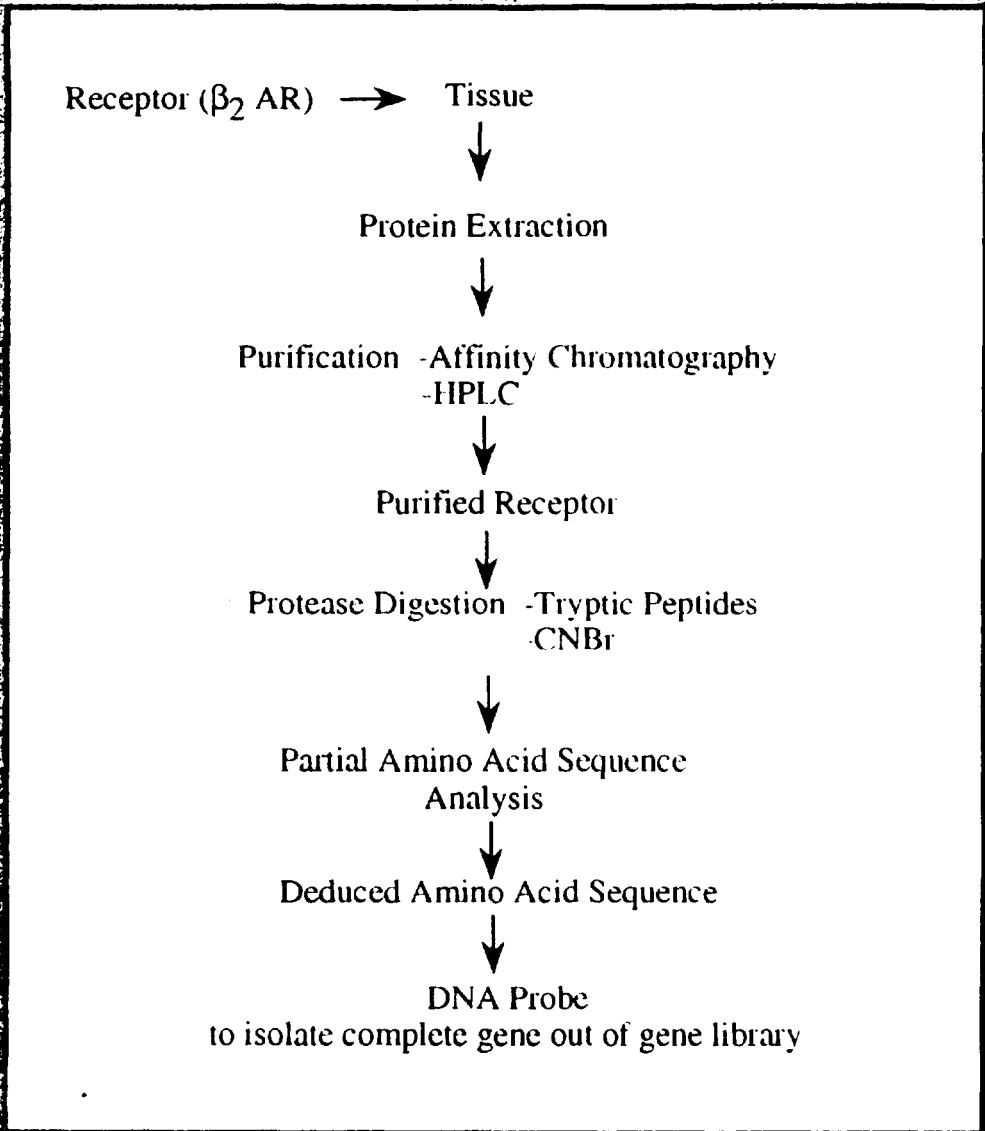 Receptor (β2 AR) → Tissue
Protein Extraction
Purification -Affinity Chromatography
-HPLC
Purified Receptor
Protease Digestion -Tryptic Peptides
-CNBr
Partial Amino Acid Sequence
Analysis
Deduced Amino Acid Sequence
DNA Probe
to isolate complete gene out of gene library